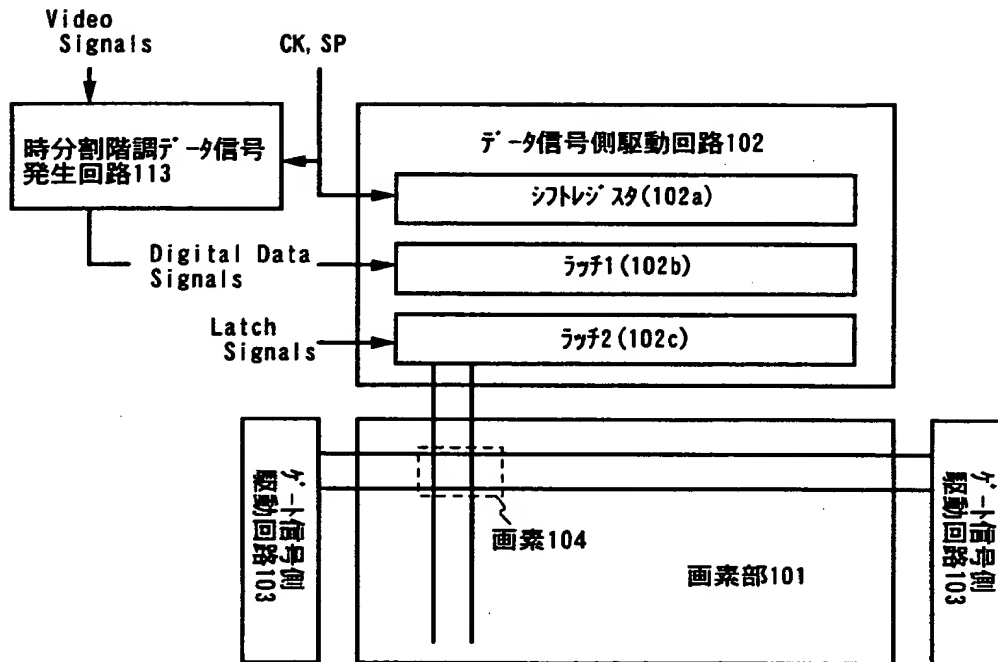 Video
Signals
CK, SP
時分割階調ﾃﾞｰﾀ信号
発生回路113
ﾃﾞｰﾀ信号側駆動回路102
ｼﾌﾄﾚｼﾞｽﾀ(102a)
Digital Data
Signals
ﾗｯﾁ1(102b)
Latch
Signals
ﾗｯﾁ2(102c)
ｹﾞｰﾄ信号側
駆動回路103
画素104
画素部101
ｹﾞｰﾄ信号側
駆動回路103